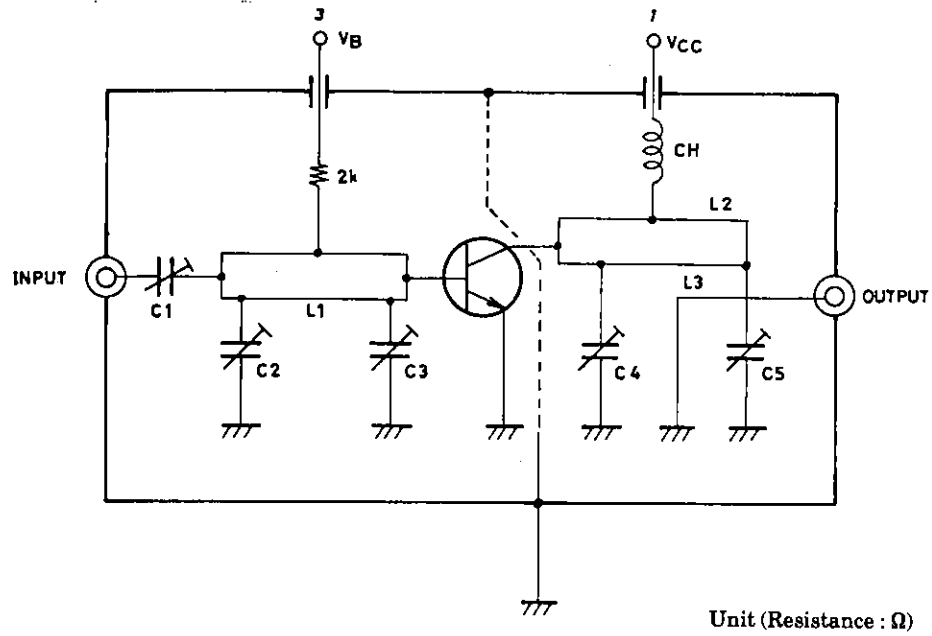 3
VB
1
VCC
CH
2k
L2
INPUT
C1
L1
L3
OUTPUT
C2
C3
C4
C5
Unit (Resistance : Ω)